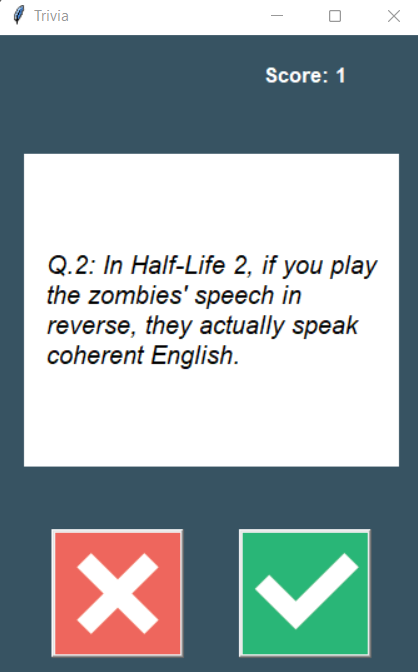 Trivia
Score: 1
Q.2: In Half-Life 2, if you play
the zombies' speech in
reverse, they actually speak
coherent English.